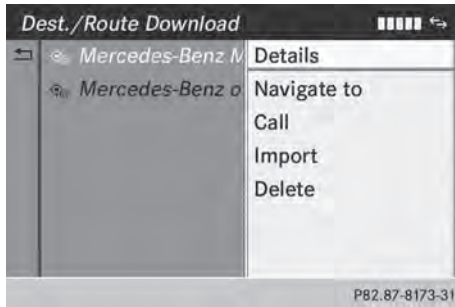 Dest./Route Download
Mercedes-Benz M
Mercedes-Benz o
Details
Navigate to
Call
Import
Delete
P82.87-8173-31